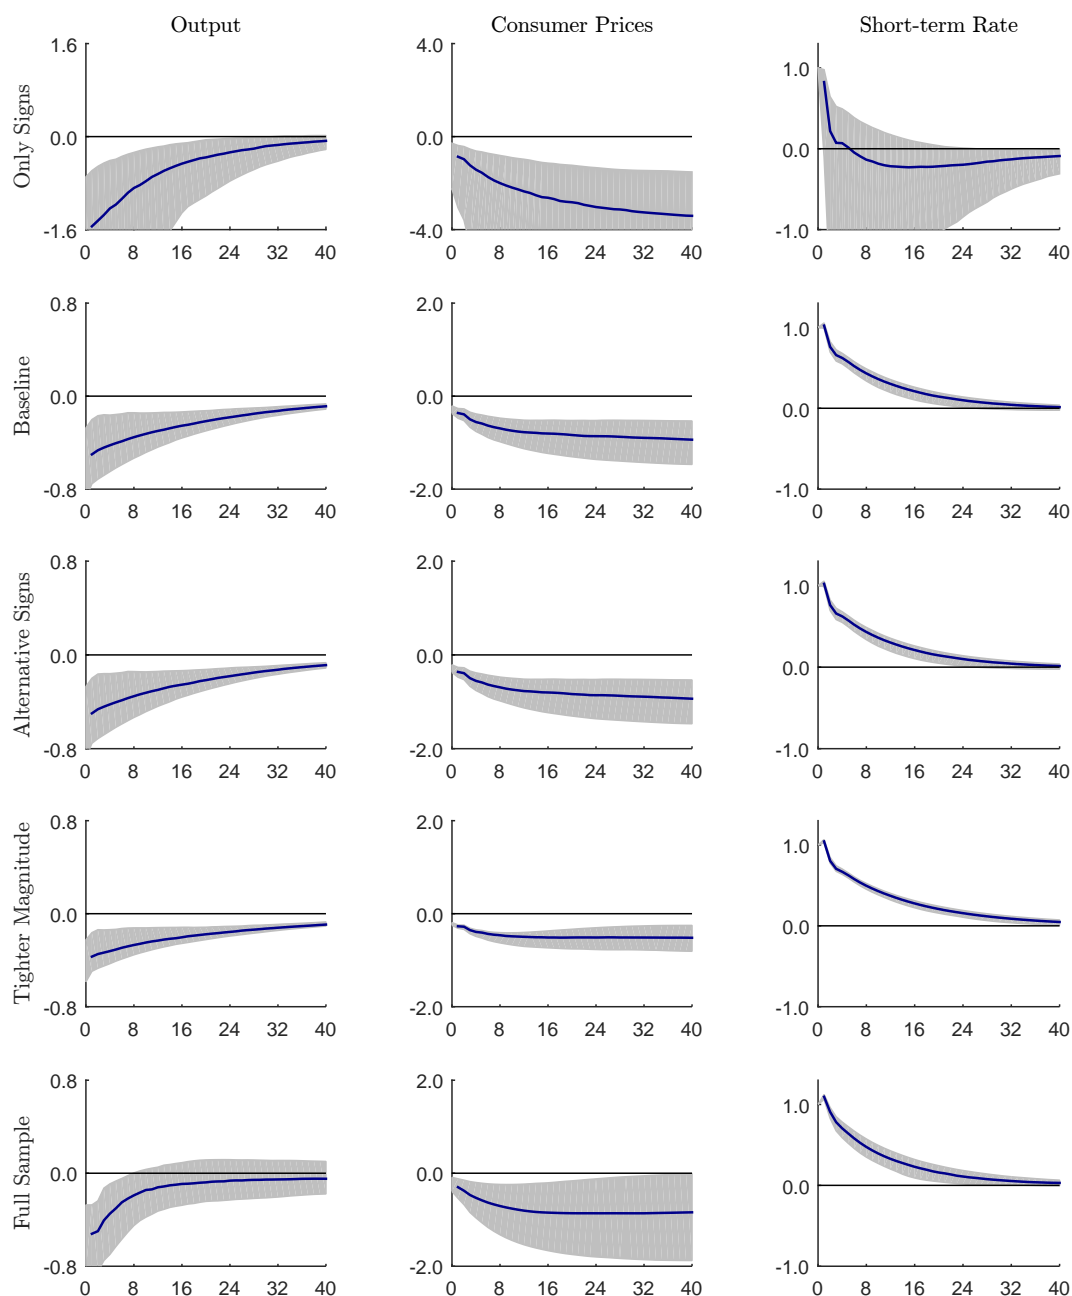 Output Consumer Prices Short-term Rate
Only Signs
1.6 4.0 1.0
0.0 0.0 0.0
-1.6 -4.0 -1.0
0 8 16 24 32 40 0 8 16 24 32 40 0 8 16 24 32 40
Baseline
0.8 2.0 1.0
0.0 0.0 0.0
-0.8 -2.0 -1.0
0 8 16 24 32 40 0 8 16 24 32 40 0 8 16 24 32 40
Alternative Signs
0.8 2.0 1.0
0.0 0.0 0.0
-0.8 -2.0 -1.0
0 8 16 24 32 40 0 8 16 24 32 40 0 8 16 24 32 40
Tighter Magnitude
0.8 2.0 1.0
0.0 0.0 0.0
-0.8 -2.0 -1.0
0 8 16 24 32 40 0 8 16 24 32 40 0 8 16 24 32 40
Full Sample
0.8 2.0 1.0
0.0 0.0 0.0
-0.8 -2.0 -1.0
0 8 16 24 32 40 0 8 16 24 32 40 0 8 16 24 32 40